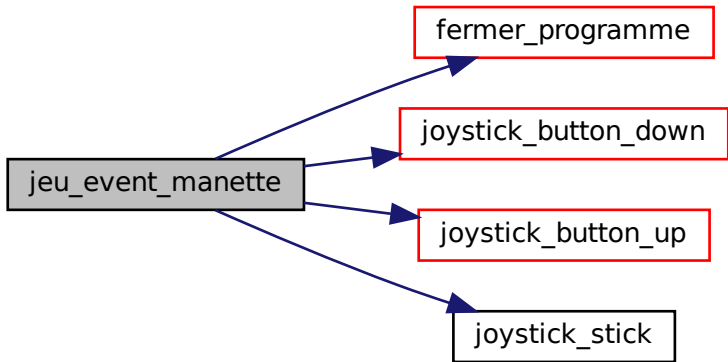 fermer_programme
joystick_button_down
jeu_event_manette
joystick_button_up
joystick_stick